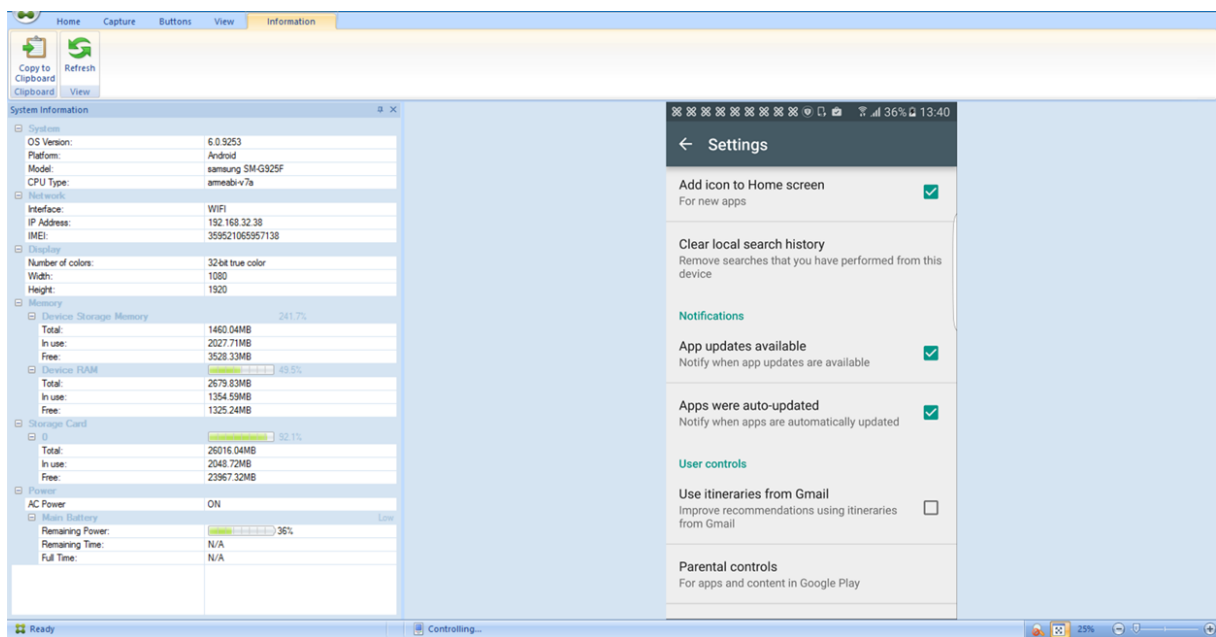 Home Capture Buttons View Information
Copy to
Clipboard
Refresh
Clipboard View
System Information
System
OS Version: 6.0.9253
Platform: Android
Model: samsung SM-G925F
CPU Type: armeabi-v7a
Network
Interface: WIFI
IP Address: 192.168.32.38
IMEI: 359521065957138
Display
Number of colors: 32-bit true color
Width: 1080
Height: 1920
Memory
Device Storage Memory 241.7%
Total: 1460.04MB
In use: 2027.71MB
Free: 3528.33MB
Device RAM 49.5%
Total: 2679.83MB
In use: 1354.59MB
Free: 1325.24MB
Storage Card
0 92.1%
Total: 26016.04MB
In use: 2048.72MB
Free: 23967.32MB
Power
AC Power ON
Main Battery Low
Remaining Power: 36%
Remaining Time: N/A
Full Time: N/A
36% 13:40
Settings
Add icon to Home screen
For new apps
Clear local search history
Remove searches that you have performed from this
device
Notifications
App updates available
Notify when app updates are available
Apps were auto-updated
Notify when apps are automatically updated
User controls
Use itineraries from Gmail
Improve recommendations using itineraries
from Gmail
Parental controls
For apps and content in Google Play
Ready Controlling... 25%